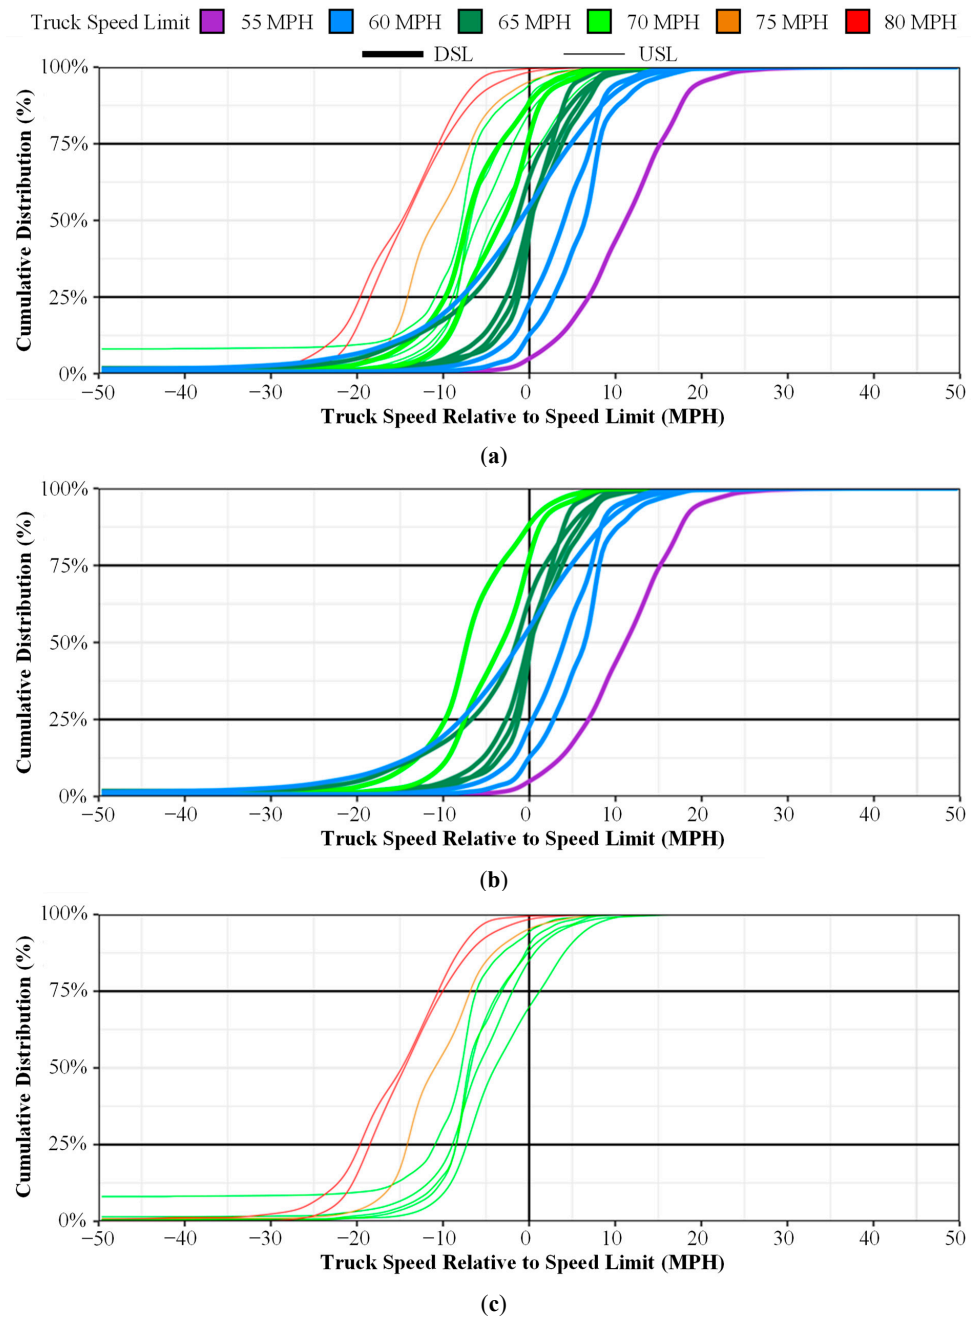 Truck Speed Limit 55 MPH 60 MPH 65 MPH 70 MPH 75 MPH 80 MPH
DSL USL
Cumulative Distribution (%)
100%
75%
50%
25%
0%
−50 −40 −30 −20 −10 0 10 20 30 40 50
Truck Speed Relative to Speed Limit (MPH)
(a)
Cumulative Distribution (%)
100%
75%
50%
25%
0%
−50 −40 −30 −20 −10 0 10 20 30 40 50
Truck Speed Relative to Speed Limit (MPH)
(b)
Cumulative Distribution (%)
100%
75%
50%
25%
0%
−50 −40 −30 −20 −10 0 10 20 30 40 50
Truck Speed Relative to Speed Limit (MPH)
(c)